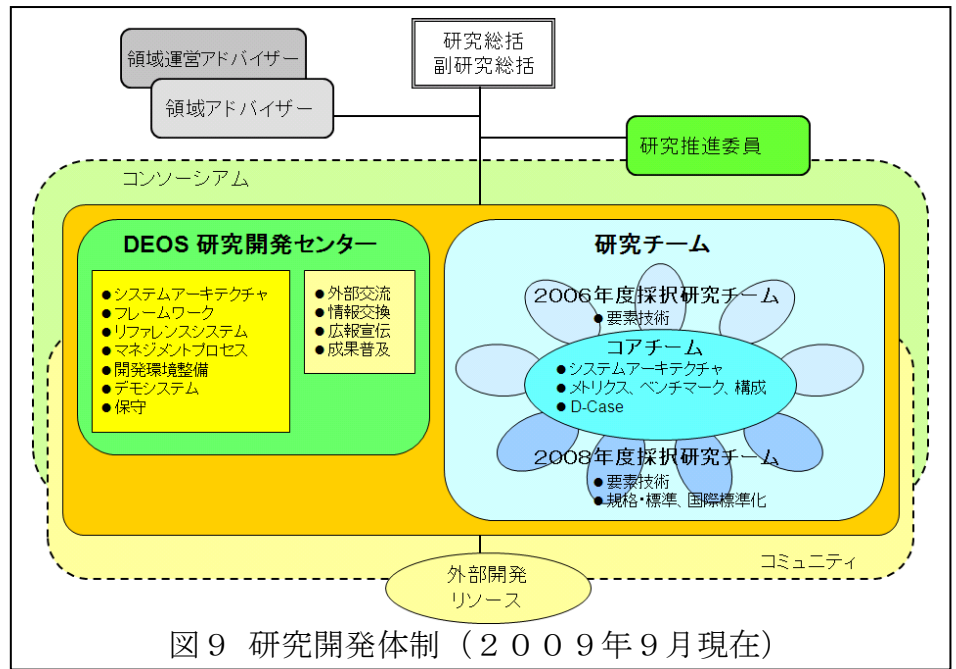 研究総括
副研究総括
領域運営アドバイザー
領域アドバイザー
研究推進委員
コンソーシアム
DEOS 研究開発センター
●システムアーキテクチャ
●フレームワーク
●リファレンスシステム
●マネジメントプロセス
●開発環境整備
●デモシステム
●保守
●外部交流
●情報交換
●広報宣伝
●成果普及
研究チーム
2006年度採択研究チーム
●要素技術
コアチーム
●システムアーキテクチャ
●メトリクス、ベンチマーク、構成
●D-Case
2008年度採択研究チーム
●要素技術
●規格・標準、国際標準化
コミュニティ
外部開発
リソース
図9 研究開発体制（２００９年９月現在）